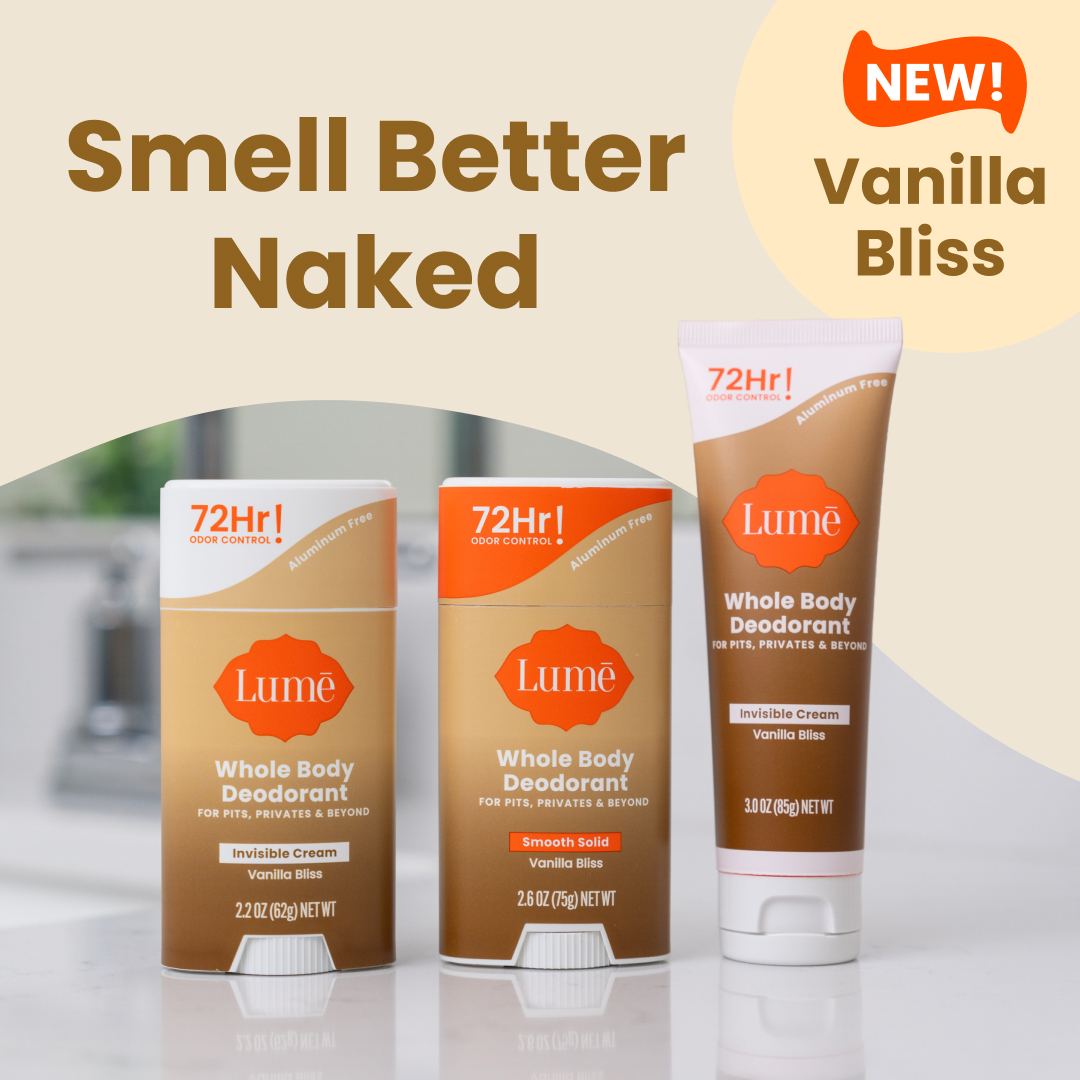 Smell Better
Naked
NEW!
Vanilla
Bliss
72Hr!
ODOR CONTROL
Aluminum Free
Lumē
Whole Body
Deodorant
FOR PITS, PRIVATES & BEYOND
Invisible Cream
Vanilla Bliss
2.2 OZ (62g) NET WT
72Hr!
ODOR CONTROL
Aluminum Free
Lumē
Whole Body
Deodorant
FOR PITS, PRIVATES & BEYOND
Smooth Solid
Vanilla Bliss
2.6 OZ (75g) NET WT
72Hr!
ODOR CONTROL
Aluminum Free
Lumē
Whole Body
Deodorant
FOR PITS, PRIVATES & BEYOND
Invisible Cream
Vanilla Bliss
3.0 OZ (85g) NET WT